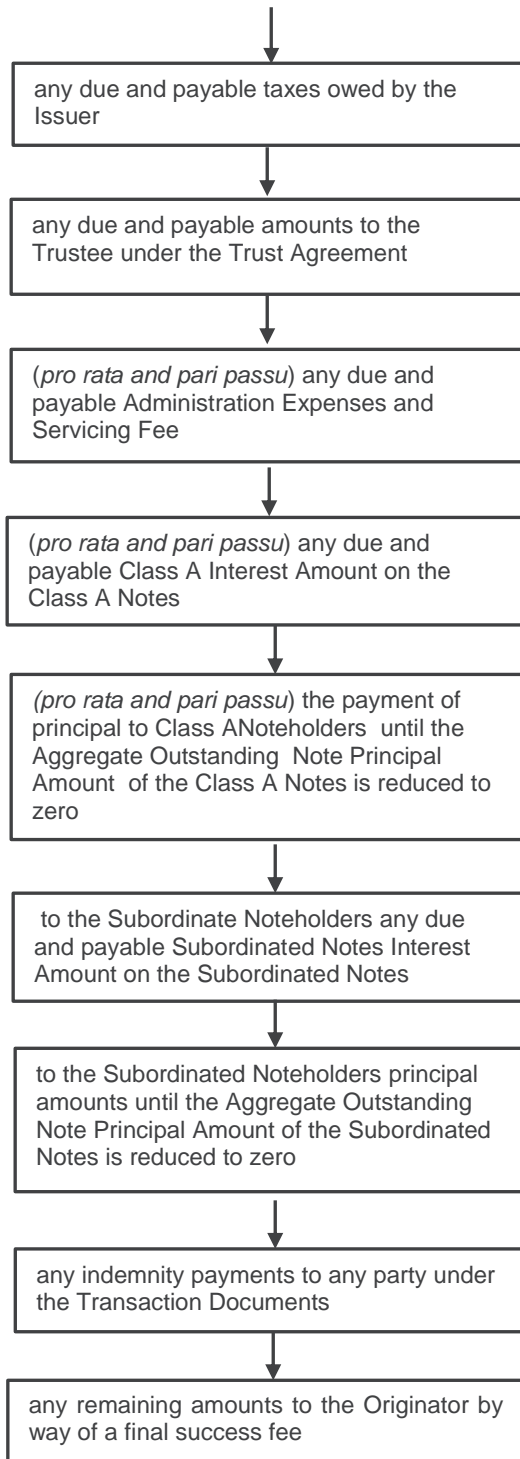 any due and payable taxes owed by the
Issuer
any due and payable amounts to the
Trustee under the Trust Agreement
(pro rata and pari passu) any due and
payable Administration Expenses and
Servicing Fee
(pro rata and pari passu) any due and
payable Class A Interest Amount on the
Class A Notes
(pro rata and pari passu) the payment of
principal to Class ANoteholders until the
Aggregate Outstanding Note Principal
Amount of the Class A Notes is reduced to
zero
to the Subordinate Noteholders any due
and payable Subordinated Notes Interest
Amount on the Subordinated Notes
to the Subordinated Noteholders principal
amounts until the Aggregate Outstanding
Note Principal Amount of the Subordinated
Notes is reduced to zero
any indemnity payments to any party under
the Transaction Documents
any remaining amounts to the Originator by
way of a final success fee